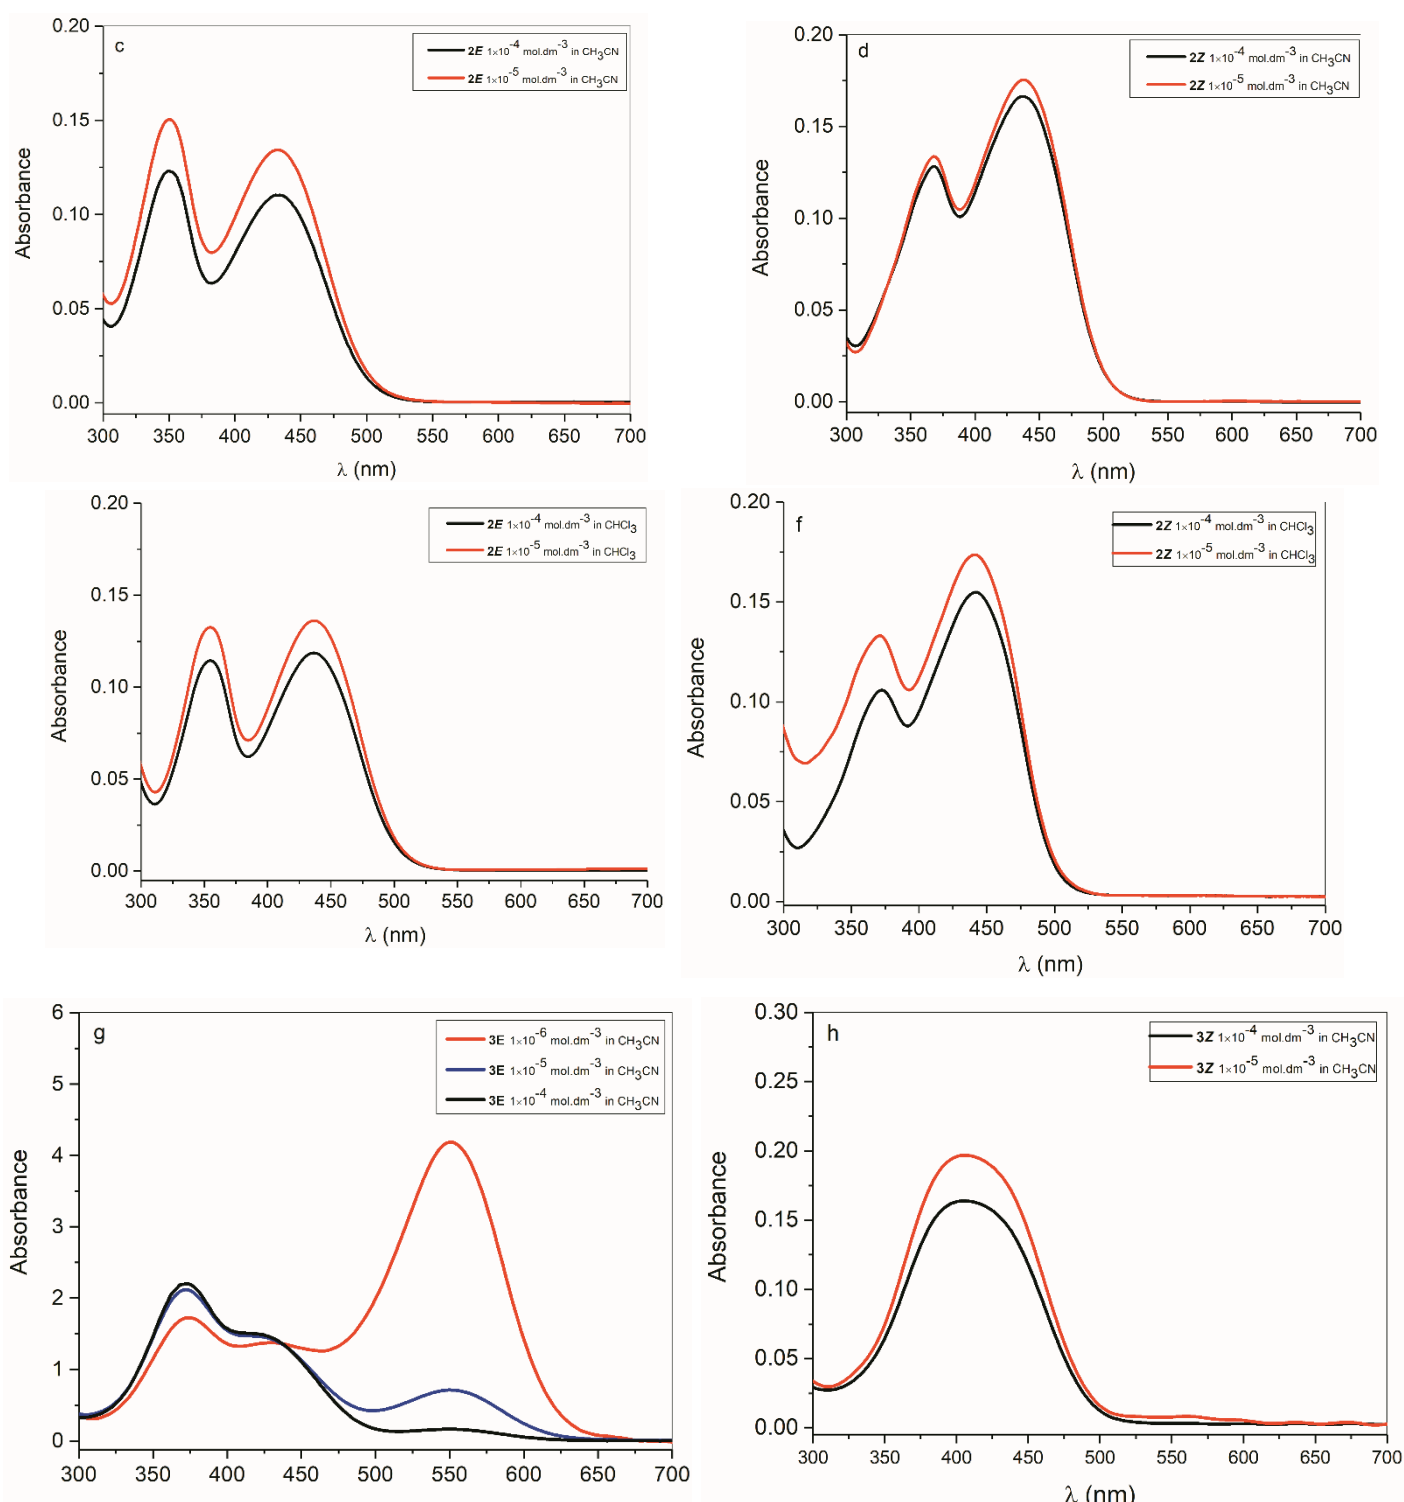 c
2E 1×10-4 mol.dm-3 in CH3CN
2E 1×10-5 mol.dm-3 in CH3CN
0.20
0.15
0.10
0.05
0.00
Absorbance
300 350 400 450 500 550 600 650 700
λ (nm)
d
2Z 1×10-4 mol.dm-3 in CH3CN
2Z 1×10-5 mol.dm-3 in CH3CN
0.20
0.15
0.10
0.05
0.00
Absorbance
300 350 400 450 500 550 600 650 700
λ (nm)
2E 1×10-4 mol.dm-3 in CHCl3
2E 1×10-5 mol.dm-3 in CHCl3
0.20
0.15
0.10
0.05
0.00
Absorbance
300 350 400 450 500 550 600 650 700
λ (nm)
f
2Z 1×10-4 mol.dm-3 in CHCl3
2Z 1×10-5 mol.dm-3 in CHCl3
0.20
0.15
0.10
0.05
0.00
Absorbance
300 350 400 450 500 550 600 650 700
λ (nm)
g
3E 1×10-6 mol.dm-3 in CH3CN
3E 1×10-5 mol.dm-3 in CH3CN
3E 1×10-4 mol.dm-3 in CH3CN
6
5
4
3
2
1
0
Absorbance
300 350 400 450 500 550 600 650 700
h
3Z 1×10-4 mol.dm-3 in CH3CN
3Z 1×10-5 mol.dm-3 in CH3CN
0.30
0.25
0.20
0.15
0.10
0.05
0.00
Absorbance
300 350 400 450 500 550 600 650 700
λ (nm)